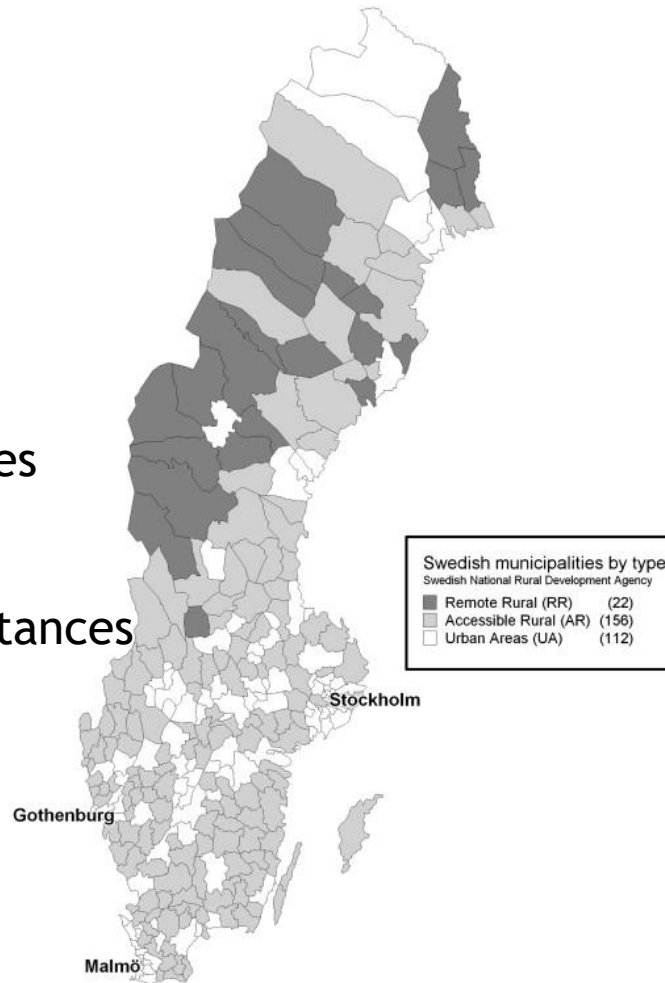 es
tances
Swedish municipalities by type
Swedish National Rural Development Agency
Remote Rural (RR) (22)
Accessible Rural (AR) (156)
Urban Areas (UA) (112)
Stockholm
Gothenburg
Malmö